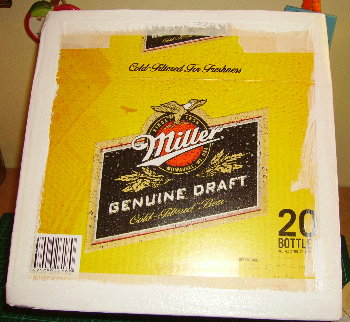 Cold-Filtered For Freshness
Miller
GENUINE DRAFT
Cold-Filtered Beer
20
BOTTLE